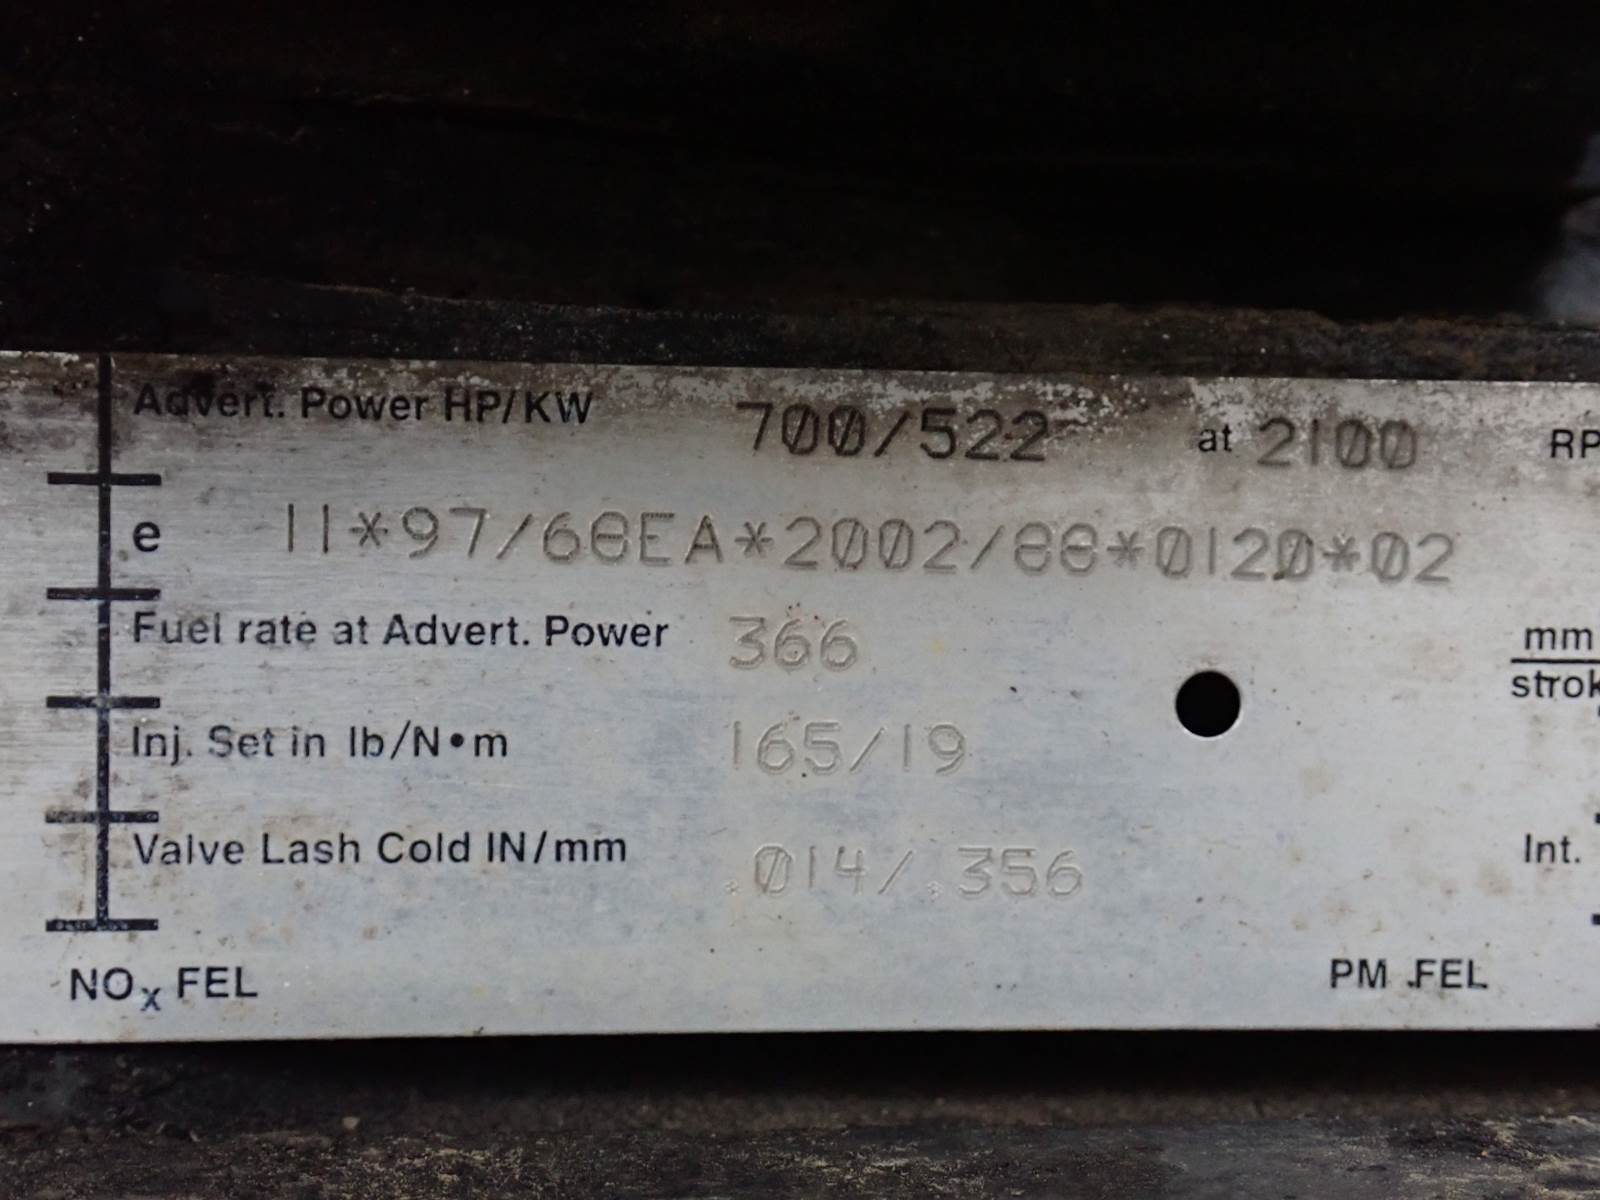 Advert. Power HP/KW 700/522 at 2100 RP
e 11*97/68EA*2002/88*0120*02
Fuel rate at Advert. Power 366 mm
strok
Inj. Set in lb/N•m 165/19
Valve Lash Cold IN/mm .014/.356 Int.
NOx FEL PM FEL